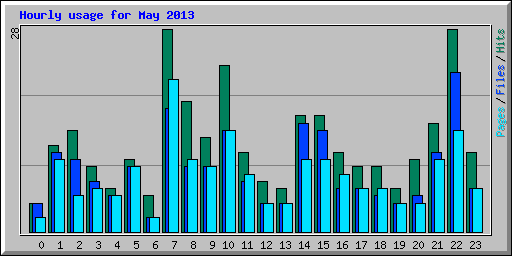 Hourly usage for May 2013
28
Pages / Files / Hits
0 1 2 3 4 5 6 7 8 9 10 11 12 13 14 15 16 17 18 19 20 21 22 23